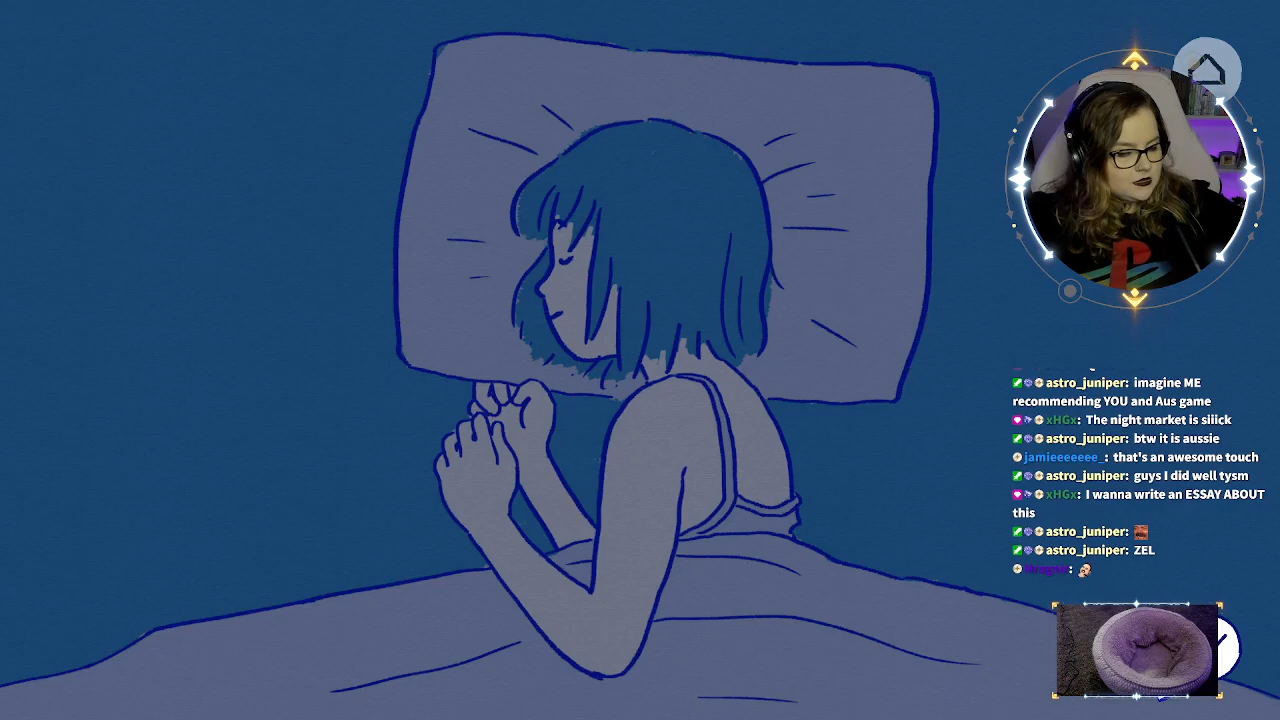 astro_juniper: imagine ME
recommending YOU and Aus game
xHGx: The night market is siiick
astro_juniper: btw it is aussie
jamieeeeeee_: that's an awesome touch
astro_juniper: guys I did well tysm
xHGx: I wanna write an ESSAY ABOUT
this
astro_juniper:
astro_juniper: ZEL